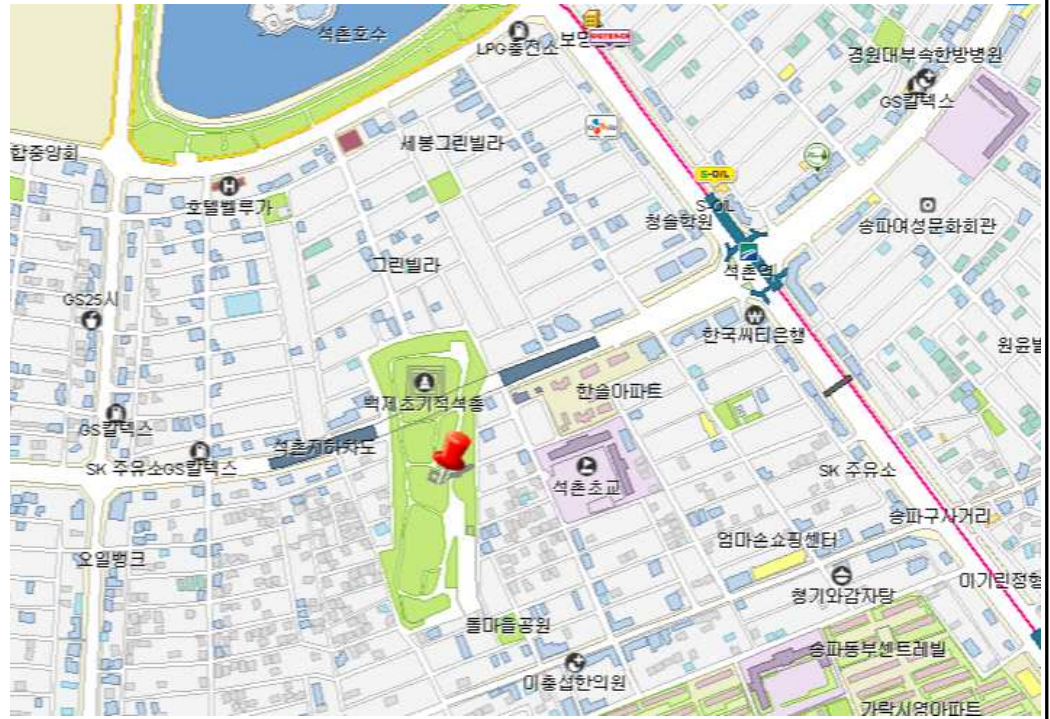 석촌호수
LPG충전소
경원대부속한방병원
GS칼텍스
세봉그린빌라
합중앙회
호텔벨루가
S-OIL
S-OIL
청솔학원
송파여성문화회관
그린빌라
석촌역
GS25시
한국씨티은행
원윤빌
한솔아파트
백제초기적석총
GS칼텍스
석촌지하차도
SK 주유소
GS칼텍스
석촌초교
SK 주유소
송파구사거리
엄마손쇼핑센터
오일뱅크
청기와감자탕
돌마을공원
송파동부센트레빌
이홍섭한의원
가락시영아파트